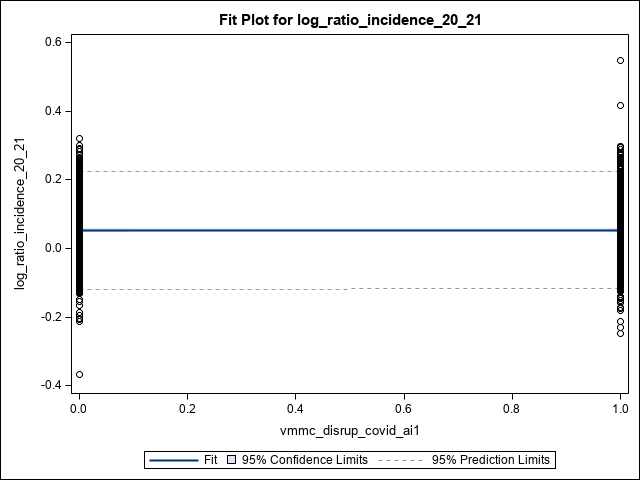 Fit Plot for log_ratio_incidence_20_21
0.6
0.4
0.2
0.0
-0.2
-0.4
log_ratio_incidence_20_21
0.0 0.2 0.4 0.6 0.8 1.0
vmmc_disrup_covid_ai1
Fit 95% Confidence Limits 95% Prediction Limits